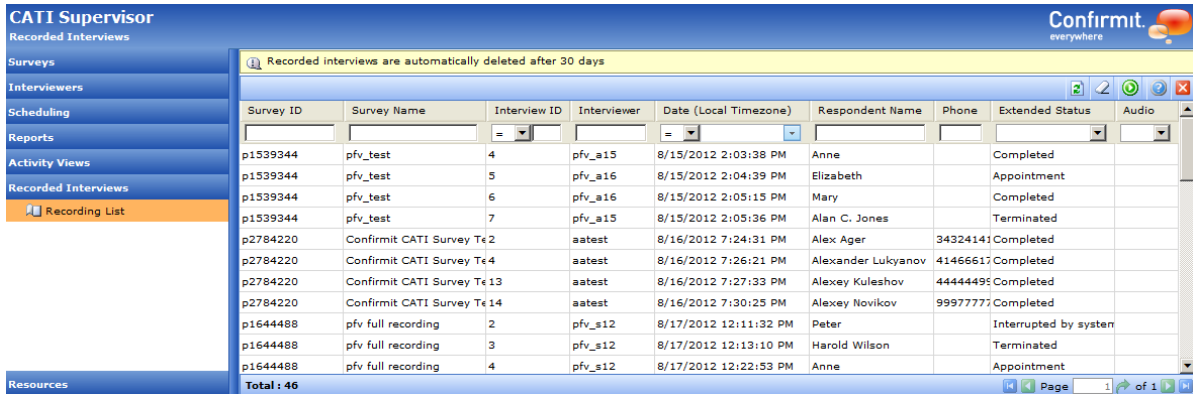 CATI Supervisor
Recorded Interviews
Confirmit.
everywhere
Surveys
Interviewers
Scheduling
Reports
Activity Views
Recorded Interviews
Recording List
Resources
Recorded interviews are automatically deleted after 30 days
Survey ID Survey Name Interview ID Interviewer Date (Local Timezone) Respondent Name Phone Extended Status Audio
= =
p1539344 pfv_test 4 pfv_a15 8/15/2012 2:03:38 PM Anne Completed
p1539344 pfv_test 5 pfv_a16 8/15/2012 2:04:39 PM Elizabeth Appointment
p1539344 pfv_test 6 pfv_a16 8/15/2012 2:05:15 PM Mary Completed
p1539344 pfv_test 7 pfv_a15 8/15/2012 2:05:36 PM Alan C. Jones Terminated
p2784220 Confirmit CATI Survey Te 2 aatest 8/16/2012 7:24:31 PM Alex Ager 34324141 Completed
p2784220 Confirmit CATI Survey Te 4 aatest 8/16/2012 7:26:21 PM Alexander Lukyanov 41466617 Completed
p2784220 Confirmit CATI Survey Te 13 aatest 8/16/2012 7:27:33 PM Alexey Kuleshov 44444499 Completed
p2784220 Confirmit CATI Survey Te 14 aatest 8/16/2012 7:30:25 PM Alexey Novikov 99977777 Completed
p1644488 pfv full recording 2 pfv_s12 8/17/2012 12:11:32 PM Peter Interrupted by system
p1644488 pfv full recording 3 pfv_s12 8/17/2012 12:13:10 PM Harold Wilson Terminated
p1644488 pfv full recording 4 pfv_s12 8/17/2012 12:22:53 PM Anne Appointment
Total : 46 Page 1 of 1